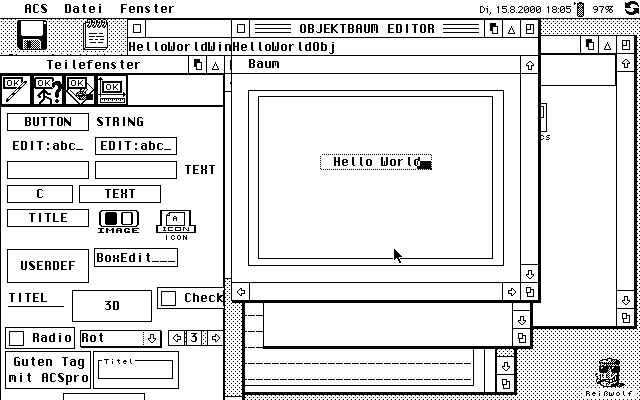 ACS Datei Fenster Di, 15.8.2000 18:05 97%
OBJEKTBAUM EDITOR
HelloWorldWinHelloWorldObj
Baum
Hello World
Teilefenster
OK OK OK OK
BUTTON STRING
EDIT:abc_ EDIT:abc_
TEXT
C TEXT
TITLE IMAGE ICON
USERDEF BoxEdit___
TITEL 3D Check
Radio Rot 3
Guten Tag
mit ACSpro
Titel
Reißwolf